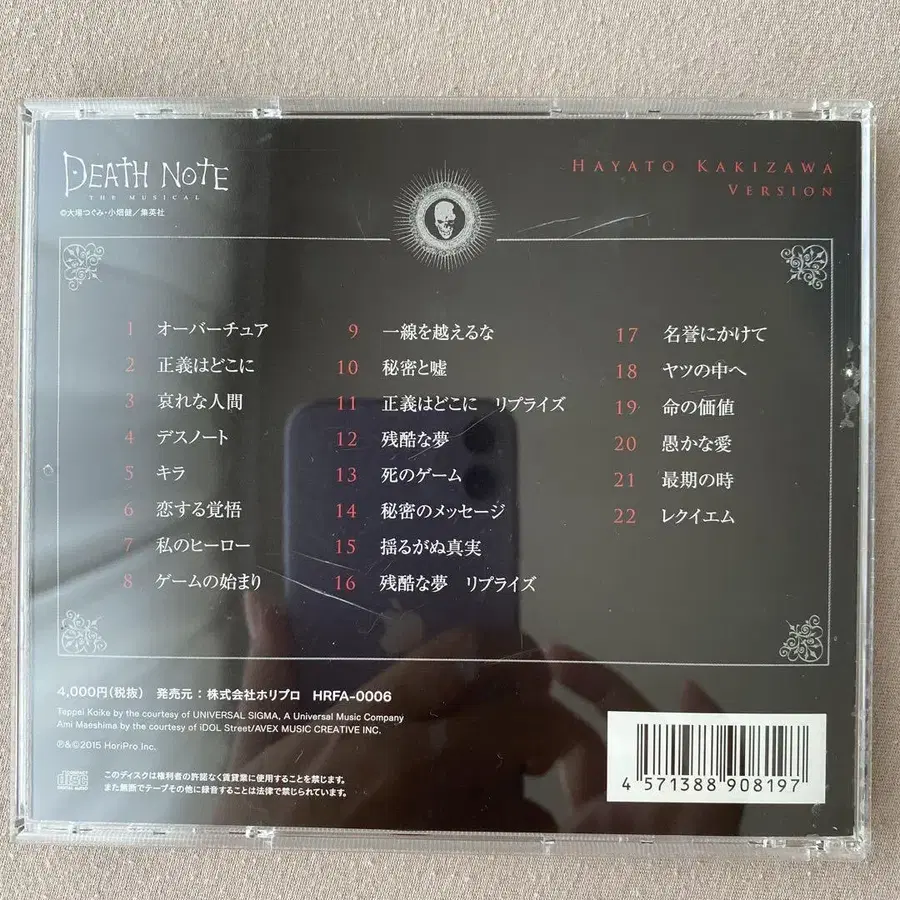 DEATH NOTE
THE MUSICAL
©大場つぐみ・小畑健／集英社
HAYATO KAKIZAWA
VERSION
1 オーバーチュア
2 正義はどこに
3 哀れな人間
4 デスノート
5 キラ
6 恋する覚悟
7 私のヒーロー
8 ゲームの始まり
9 一線を越えるな
10 秘密と嘘
11 正義はどこに リプライズ
12 残酷な夢
13 死のゲーム
14 秘密のメッセージ
15 揺るがぬ真実
16 残酷な夢 リプライズ
17 名誉にかけて
18 ヤツの中へ
19 命の価値
20 愚かな愛
21 最期の時
22 レクイエム
4,000円(税抜) 発売元：株式会社ホリプロ HRFA-0006
Teppei Koike by the courtesy of UNIVERSAL SIGMA, A Universal Music Company
Ami Maeshima by the courtesy of iDOL Street/AVEX MUSIC CREATIVE INC.
℗&©2015 HoriPro Inc.
COMPACT
disc
DIGITAL AUDIO
このディスクは権利者の許諾なく賃貸業に使用することを禁じます。
また無断でテープその他に録音することは法律で禁じられています。
4 571388 908197